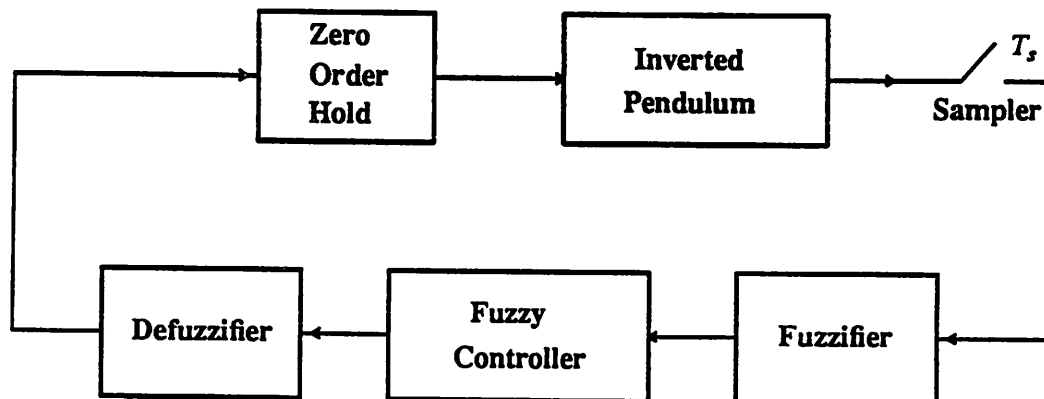 Zero
Order
Hold
Inverted
Pendulum
T_s
Sampler
Defuzzifier
Fuzzy
Controller
Fuzzifier